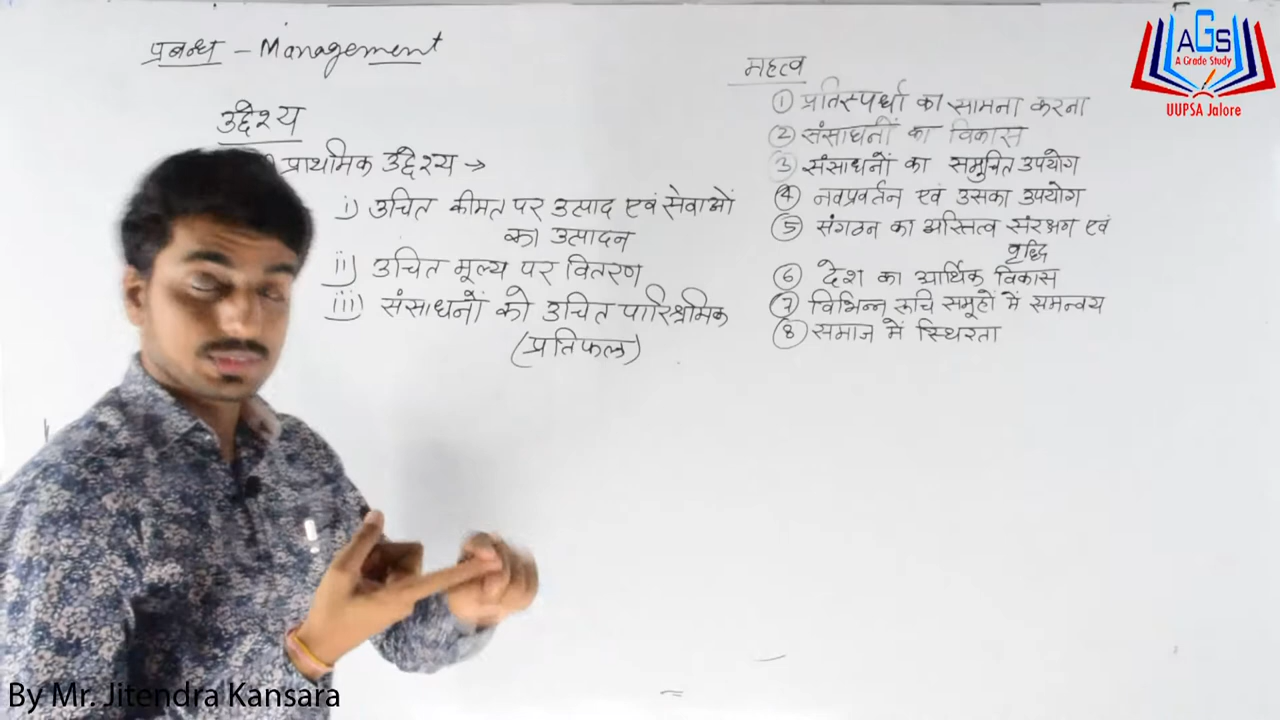 प्रबन्ध - Management
उद्देश्य
प्राथमिक उद्देश्य →
i) उचित कीमत पर उत्पाद एवं सेवाओं
का उत्पादन
ii) उचित मूल्य पर वितरण
iii) संसाधनों को उचित पारिश्रमिक
(प्रतिफल)
महत्व
① प्रतिस्पर्धा का सामना करना
② संसाधनों का विकास
③ संसाधनों का समुचित उपयोग
④ नवप्रवर्तन एवं उसका उपयोग
⑤ संगठन का अस्तित्व संरक्षण एवं
वृद्धि
⑥ देश का आर्थिक विकास
⑦ विभिन्न रूचि समूहों में समन्वय
⑧ समाज में स्थिरता
AGS
A Grade Study
UUPSA Jalore
By Mr. Jitendra Kansara